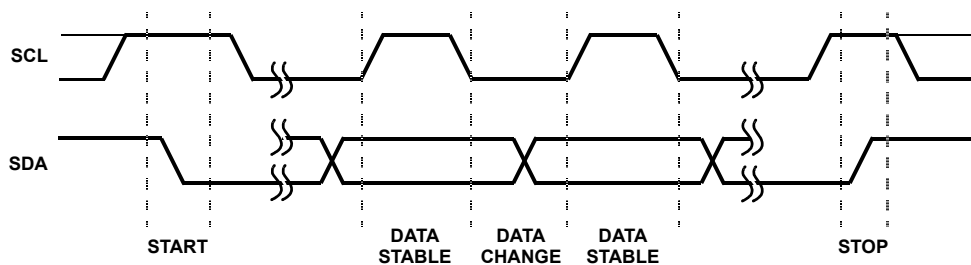 SCL
SDA
START
DATA
STABLE
DATA
CHANGE
DATA
STABLE
STOP